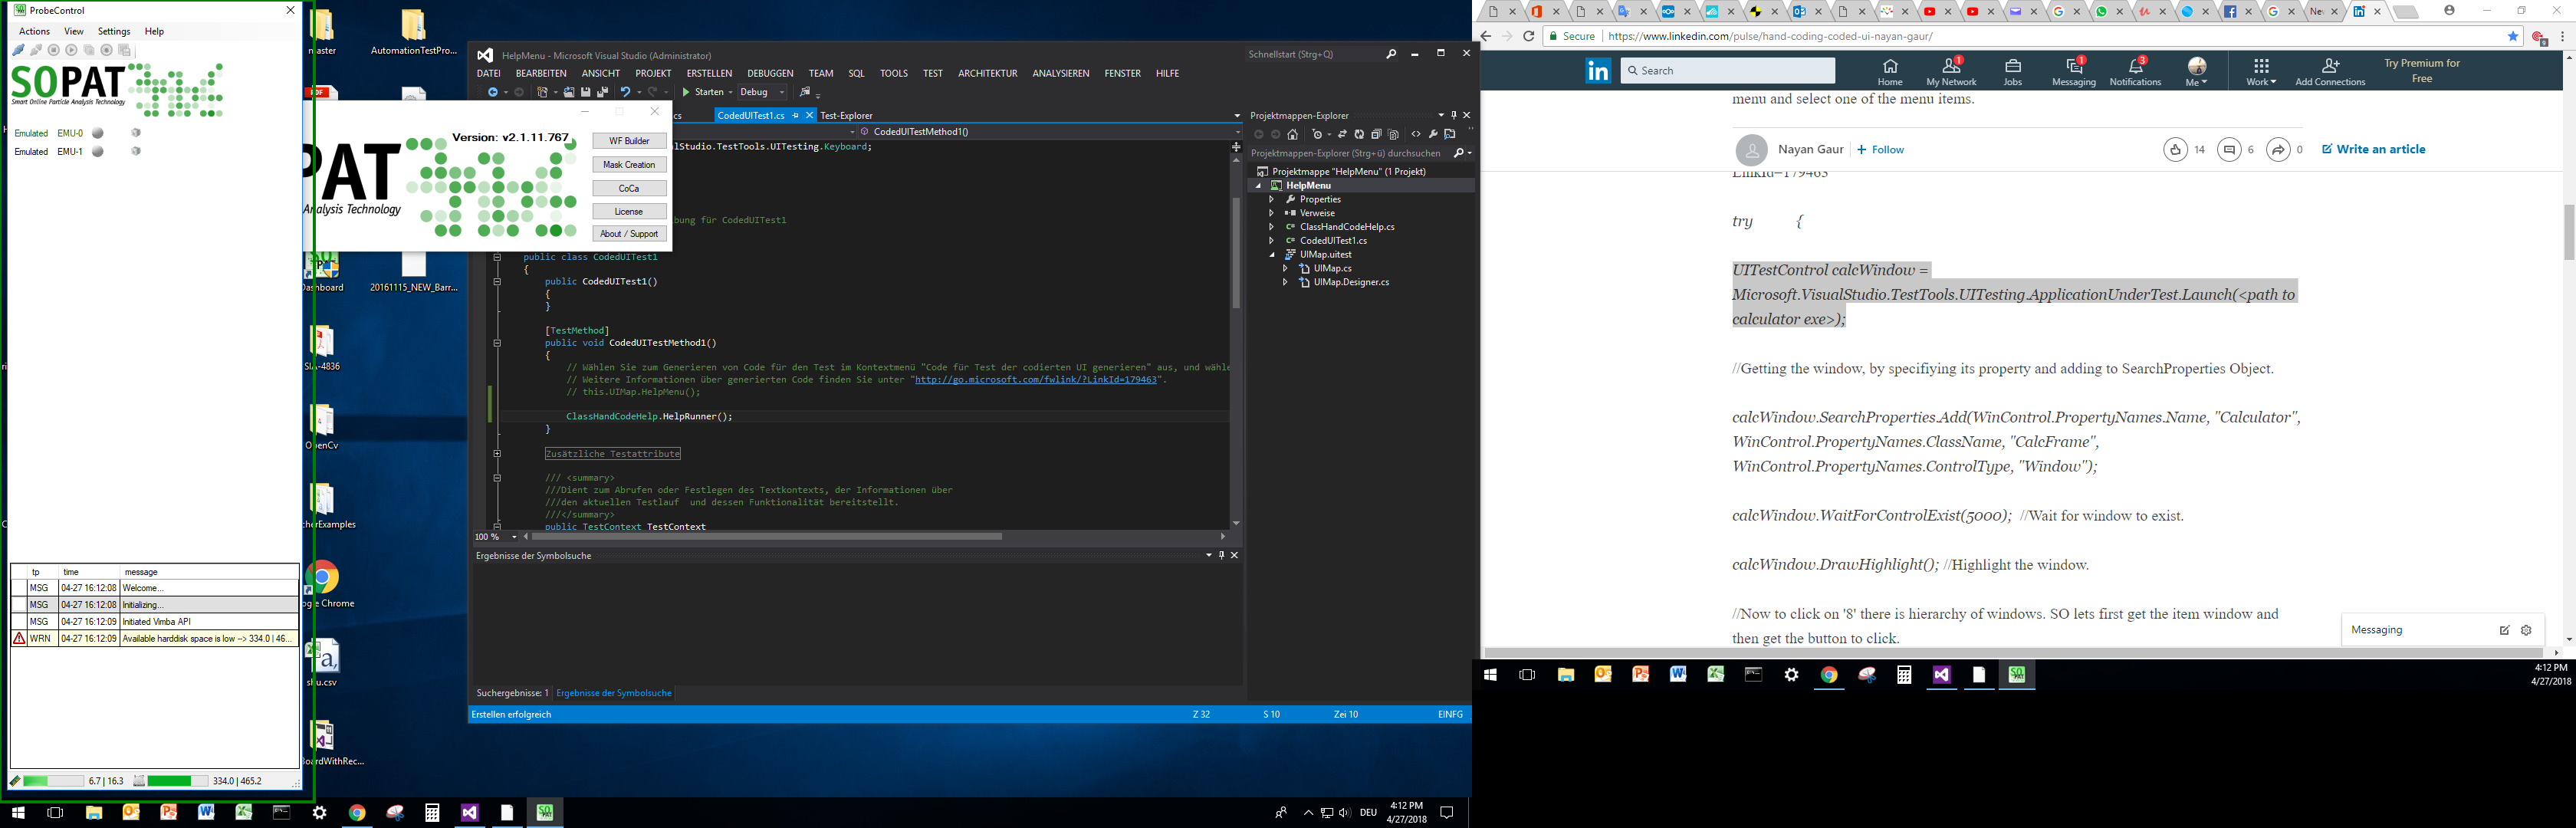 ProbeControl
Actions View Settings Help
SOPAT
Smart Online Particle Analysis Technology
Emulated EMU-0
Emulated EMU-1
tp time message
MSG 04-27 16:12:08 Welcome...
MSG 04-27 16:12:08 Initializing...
MSG 04-27 16:12:09 Initiated Vimba API
WRN 04-27 16:12:09 Available harddisk space is low --> 334.0 | 46...
6.7 | 16.3 334.0 | 465.2
master
AutomationTestPro...
Dashboard
20161115_NEW_Barr...
SIA-4836
OpenCv
cherExamples
ogle Chrome
shu.csv
BoardWithRec...
PAT
Analysis Technology
Version: v2.1.11.767
WF Builder
Mask Creation
CoCa
License
About / Support
HelpMenu - Microsoft Visual Studio (Administrator)
Schnellstart (Strg+Q)
DATEI BEARBEITEN ANSICHT PROJEKT ERSTELLEN DEBUGGEN TEAM SQL TOOLS TEST ARCHITEKTUR ANALYSIEREN FENSTER HILFE
Starten Debug
cs CodedUITest1.cs Test-Explorer
CodedUITestMethod1()
alStudio.TestTools.UITesting.Keyboard;
bung für CodedUITest1
public class CodedUITest1
{
public CodedUITest1()
{
}
[TestMethod]
public void CodedUITestMethod1()
{
// Wählen Sie zum Generieren von Code für den Test im Kontextmenü "Code für Test der codierten UI generieren" aus, und wähle
// Weitere Informationen über generierten Code finden Sie unter "http://go.microsoft.com/fwlink/?LinkId=179463".
// this.UIMap.HelpMenu();
ClassHandCodeHelp.HelpRunner();
}
Zusätzliche Testattribute
/// <summary>
///Dient zum Abrufen oder Festlegen des Textkontexts, der Informationen über
///den aktuellen Testlauf und dessen Funktionalität bereitstellt.
///</summary>
public TestContext TestContext
100 %
Ergebnisse der Symbolsuche
Suchergebnisse: 1 Ergebnisse der Symbolsuche
Erstellen erfolgreich Z 32 S 10 Zei 10 EINFG
Projektmappen-Explorer
Projektmappen-Explorer (Strg+ü) durchsuchen
Projektmappe "HelpMenu" (1 Projekt)
HelpMenu
Properties
Verweise
ClassHandCodeHelp.cs
CodedUITest1.cs
UIMap.uitest
UIMap.cs
UIMap.Designer.cs
DEU
4:12 PM
4/27/2018
Ne
Secure https://www.linkedin.com/pulse/hand-coding-coded-ui-nayan-gaur/
in Search
Home
My Network 1
Jobs
Messaging 1
Notifications 3
Me
Work
Add Connections
Try Premium for
Free
menu and select one of the menu items.
Nayan Gaur + Follow
14 6 0 Write an article
LinkId=179463
try {
UITestControl calcWindow =
Microsoft.VisualStudio.TestTools.UITesting.ApplicationUnderTest.Launch(<path to
calculator exe>);
//Getting the window, by specifiying its property and adding to SearchProperties Object.
calcWindow.SearchProperties.Add(WinControl.PropertyNames.Name, "Calculator",
WinControl.PropertyNames.ClassName, "CalcFrame",
WinControl.PropertyNames.ControlType, "Window");
calcWindow.WaitForControlExist(5000); //Wait for window to exist.
calcWindow.DrawHighlight(); //Highlight the window.
//Now to click on '8' there is hierarchy of windows. SO lets first get the item window and
then get the button to click.
Messaging
4:12 PM
4/27/2018